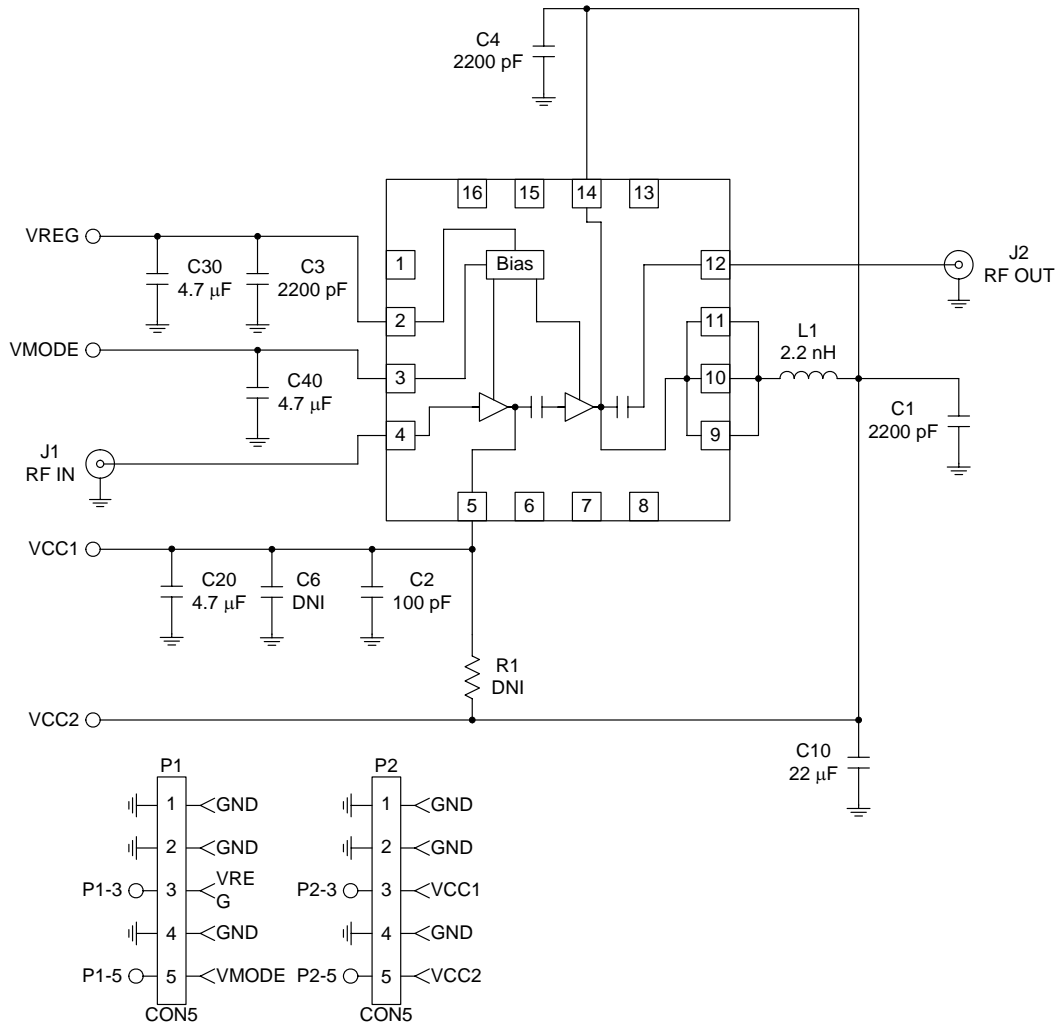 C4
2200 pF
16
15
14
13
VREG
1
Bias
12
J2
RF OUT
C30
4.7 μF
C3
2200 pF
2
11
L1
2.2 nH
VMODE
3
10
C40
4.7 μF
C1
2200 pF
4
9
J1
RF IN
5
6
7
8
VCC1
C20
4.7 μF
C6
DNI
C2
100 pF
R1
DNI
VCC2
C10
22 μF
P1
1
GND
2
GND
P1-3
3
VRE
G
4
GND
P1-5
5
VMODE
CON5
P2
1
GND
2
GND
P2-3
3
VCC1
4
GND
P2-5
5
VCC2
CON5